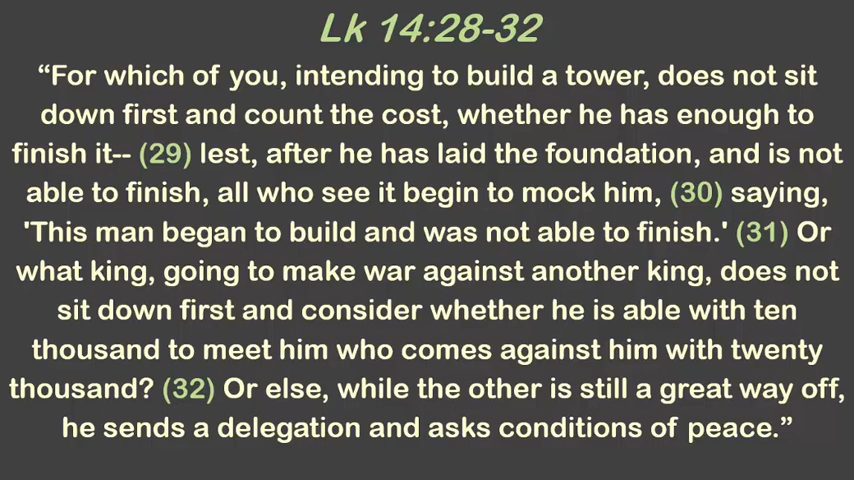 Lk 14:28-32
“For which of you, intending to build a tower, does not sit
down first and count the cost, whether he has enough to
finish it-- (29) lest, after he has laid the foundation, and is not
able to finish, all who see it begin to mock him, (30) saying,
'This man began to build and was not able to finish.' (31) Or
what king, going to make war against another king, does not
sit down first and consider whether he is able with ten
thousand to meet him who comes against him with twenty
thousand? (32) Or else, while the other is still a great way off,
he sends a delegation and asks conditions of peace.”